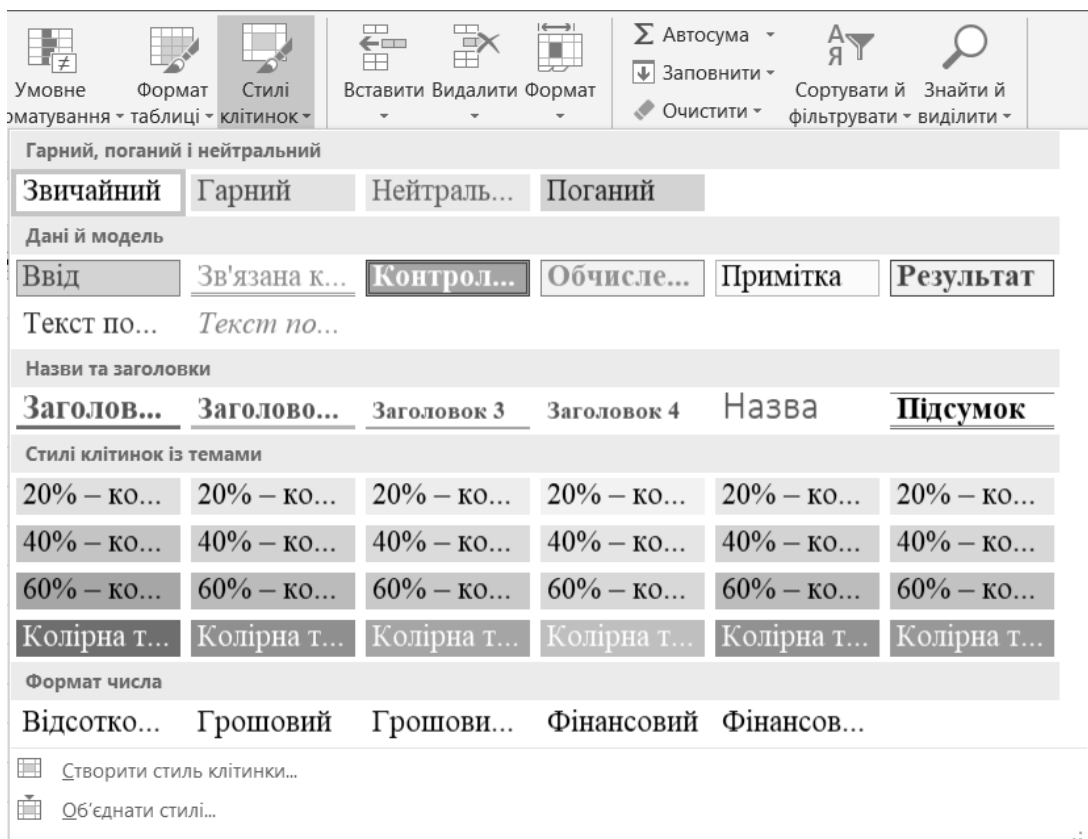 Умовне
рматування
Формат
таблиці
Стилі
клітинок
Вставити Видалити Формат
Σ Автосума
Заповнити
Очистити
А
Я
Сортувати й
фільтрувати
Знайти й
виділити
Гарний, поганий і нейтральний
Звичайний Гарний Нейтраль... Поганий
Дані й модель
Ввід Зв'язана к... Контрол... Обчисле... Примітка Результат
Текст по... Текст по...
Назви та заголовки
Заголов... Заголово... Заголовок 3 Заголовок 4 Назва Підсумок
Стилі клітинок із темами
20% – ко... 20% – ко... 20% – ко... 20% – ко... 20% – ко... 20% – ко...
40% – ко... 40% – ко... 40% – ко... 40% – ко... 40% – ко... 40% – ко...
60% – ко... 60% – ко... 60% – ко... 60% – ко... 60% – ко... 60% – ко...
Колірна т... Колірна т... Колірна т... Колірна т... Колірна т... Колірна т...
Формат числа
Відсотко... Грошовий Грошови... Фінансовий Фінансов...
Створити стиль клітинки...
Об'єднати стилі...